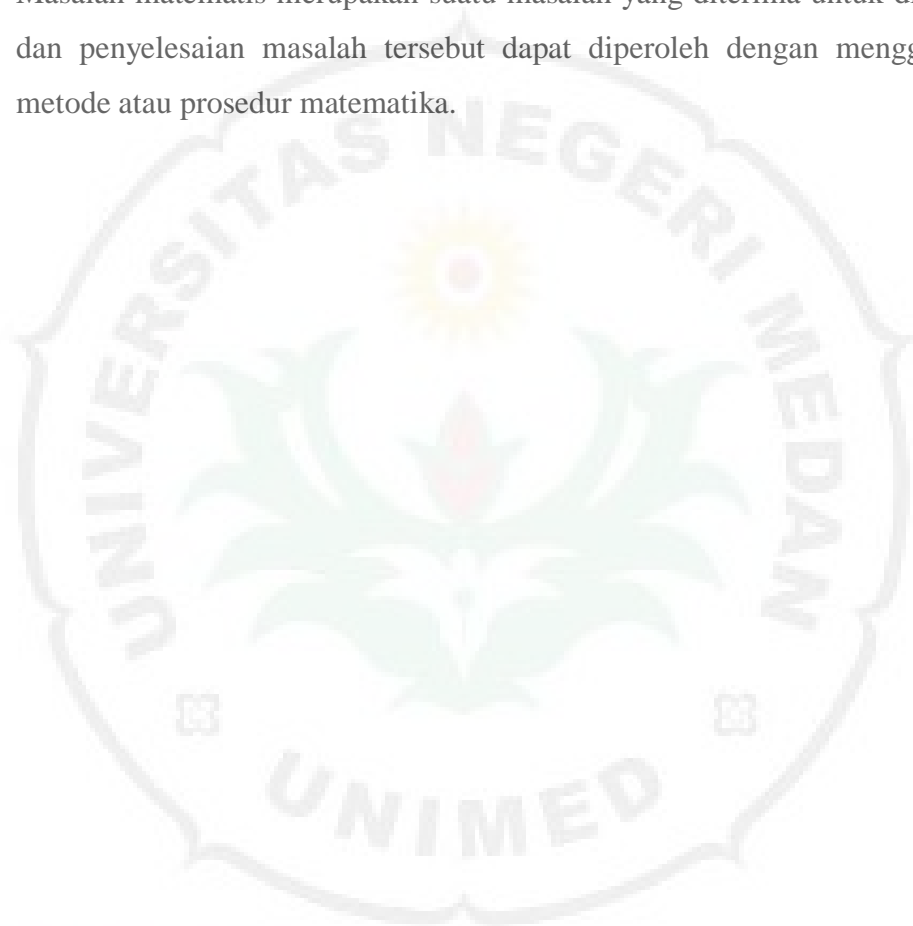 Masalah matematis merupakan suatu masalah yang diterima untuk
dan penyelesaian masalah tersebut dapat diperoleh dengan
metode atau prosedur matematika.
UNIVERSITAS NEGERI MEDAN
UNIMED